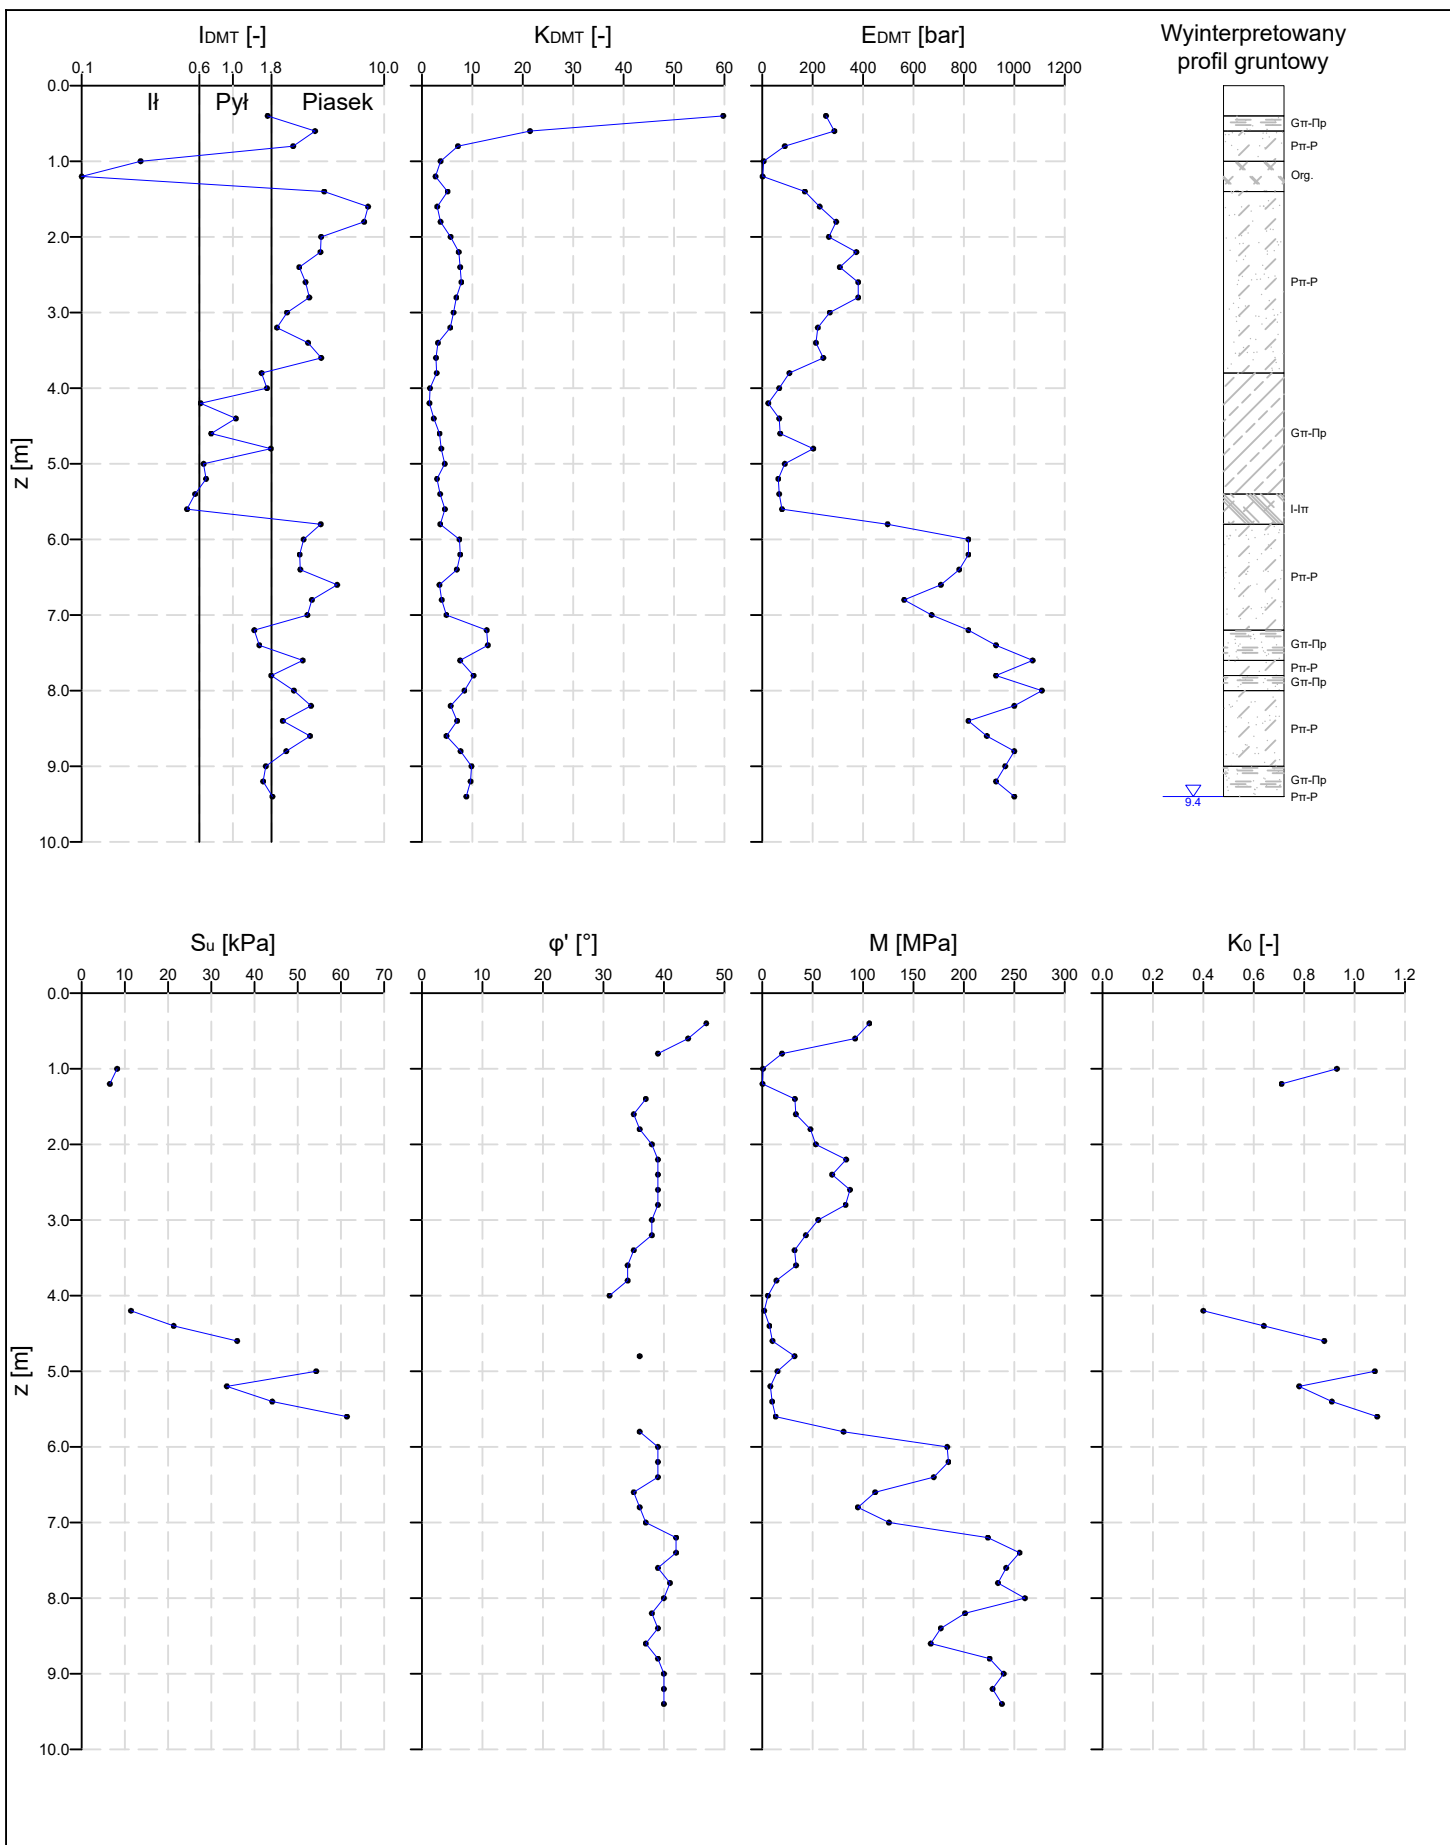 IDMT [-]
0.1 0.6 1.0 1.8 10.0
Ił Pył Piasek
0.0
1.0
2.0
3.0
4.0
5.0
6.0
7.0
8.0
9.0
10.0
z [m]
KDMT [-]
0 10 20 30 40 50 60
EDMT [bar]
0 200 400 600 800 1000 1200
Wyinterpretowany
profil gruntowy
Gπ-Πp
Pπ-P
Org.
Pπ-P
Gπ-Πp
I-Iπ
Pπ-P
Gπ-Πp
Pπ-P
Gπ-Πp
Pπ-P
Gπ-Πp
Pπ-P
9.4
Su [kPa]
0 10 20 30 40 50 60 70
0.0
1.0
2.0
3.0
4.0
5.0
6.0
7.0
8.0
9.0
10.0
z [m]
φ' [°]
0 10 20 30 40 50
M [MPa]
0 50 100 150 200 250 300
K0 [-]
0.0 0.2 0.4 0.6 0.8 1.0 1.2